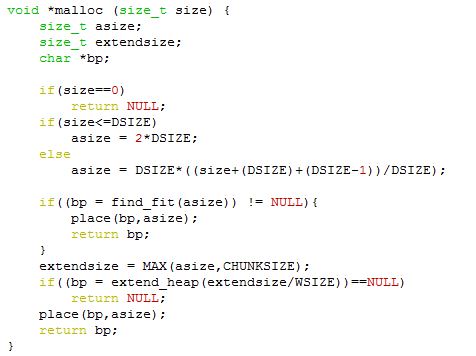 void *malloc (size_t size) {
size_t asize;
size_t extendsize;
char *bp;
if(size==0)
return NULL;
if(size<=DSIZE)
asize = 2*DSIZE;
else
asize = DSIZE*((size+(DSIZE)+(DSIZE-1))/DSIZE);
if((bp = find_fit(asize)) != NULL){
place(bp,asize);
return bp;
}
extendsize = MAX(asize,CHUNKSIZE);
if((bp = extend_heap(extendsize/WSIZE))==NULL)
return NULL;
place(bp,asize);
return bp;
}